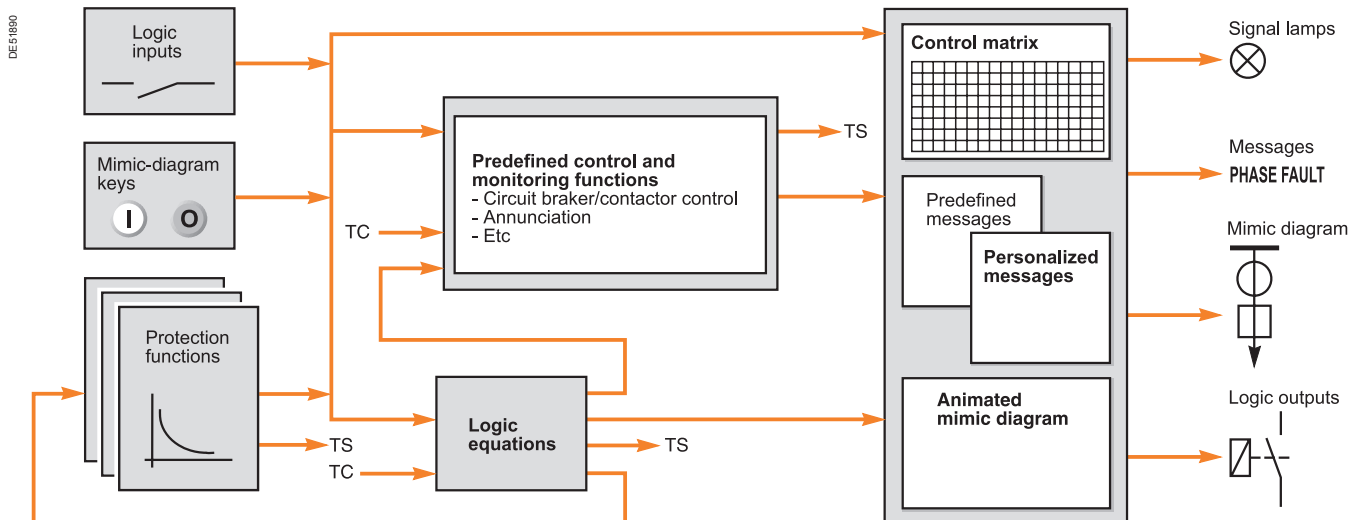 DE51890
Logic
inputs
Mimic-diagram
keys
I O
Protection
functions
TS
TC
Predefined control and
monitoring functions
- Circuit braker/contactor control
- Annunciation
- Etc
TS
TC
Logic
equations
TS
Control matrix
Predefined
messages
Personalized
messages
Animated
mimic diagram
Signal lamps
Messages
PHASE FAULT
Mimic diagram
Logic outputs